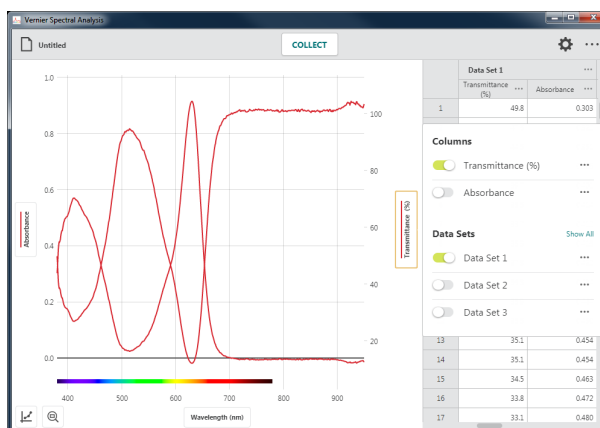 Vernier Spectral Analysis
Untitled
COLLECT
1.0
0.8
0.6
0.4
0.2
0.0
Absorbance
100
80
60
40
20
Transmittance (%)
400 500 600 700 800 900
Wavelength (nm)
Data Set 1
Transmittance (%) Absorbance
1 49.8 0.303
Columns
Transmittance (%)
Absorbance
Data Sets Show All
Data Set 1
Data Set 2
Data Set 3
13 35.1 0.454
14 35.1 0.454
15 34.5 0.463
16 33.8 0.472
17 33.1 0.480